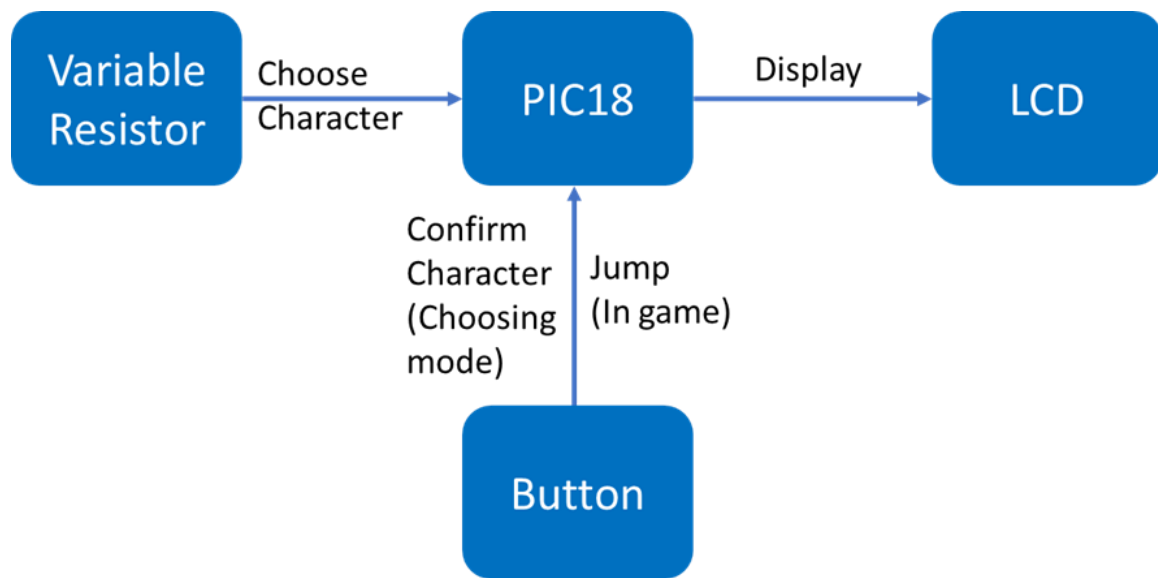 Variable
Resistor
Choose
Character
PIC18
Display
LCD
Confirm
Character
(Choosing
mode)
Jump
(In game)
Button